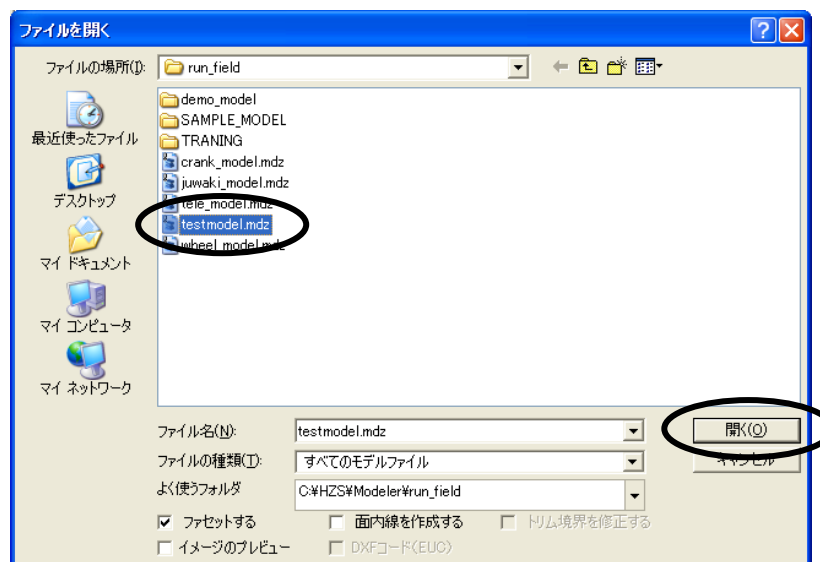 ファイルを開く
ファイルの場所(I): run_field
demo_model
SAMPLE_MODEL
TRANING
crank_model.mdz
juwaki_model.mdz
tele_model.mdz
testmodel.mdz
wheel_model.mdz
最近使ったファイル
デスクトップ
マイ ドキュメント
マイ コンピュータ
マイ ネットワーク
ファイル名(N): testmodel.mdz 開く(O)
ファイルの種類(T): すべてのモデルファイル キャンセル
よく使うフォルダ C:¥HZS¥Modeler¥run_field
ファセットする 面内線を作成する トリム境界を修正する
イメージのプレビュー DXFコード(EUC)